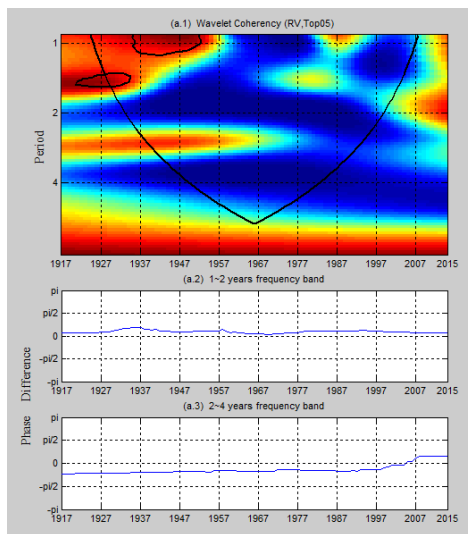 (a.1) Wavelet Coherency (RV,Top05)
1
2
4
Period
1917 1927 1937 1947 1957 1967 1977 1987 1997 2007 2015
(a.2) 1~2 years frequency band
pi
pi/2
0
-pi/2
-pi
1917 1927 1937 1947 1957 1967 1977 1987 1997 2007 2015
Phase Difference
(a.3) 2~4 years frequency band
pi
pi/2
0
-pi/2
-pi
1917 1927 1937 1947 1957 1967 1977 1987 1997 2007 2015